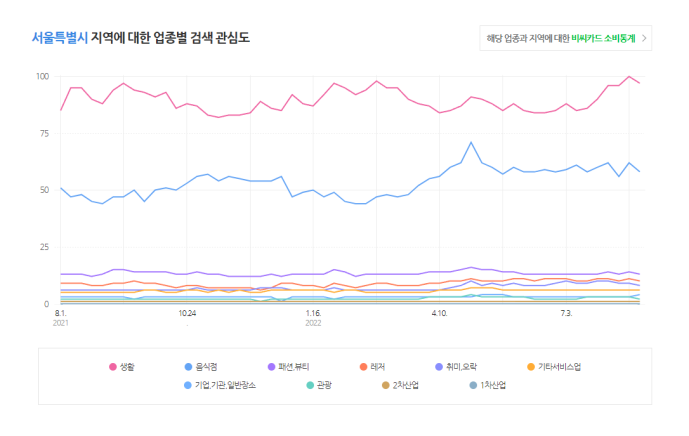 서울특별시 지역에 대한 업종별 검색 관심도
해당 업종과 지역에 대한 비씨카드 소비통계
100
75
50
25
0
8.1. 10.24 1.16. 4.10. 7.3.
2021 2022
생활 음식점 패션,뷰티 레저 취미,오락 기타서비스업
기업,기관,일반장소 관광 2차산업 1차산업